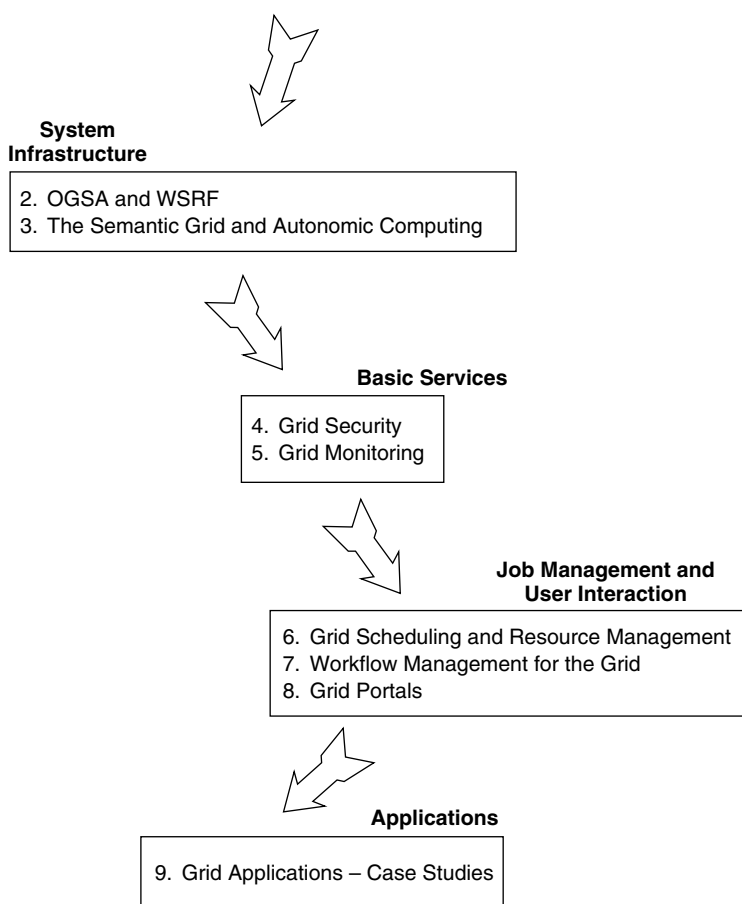 System
Infrastructure
2. OGSA and WSRF
3. The Semantic Grid and Autonomic Computing
Basic Services
4. Grid Security
5. Grid Monitoring
Job Management and
User Interaction
6. Grid Scheduling and Resource Management
7. Workflow Management for the Grid
8. Grid Portals
Applications
9. Grid Applications – Case Studies